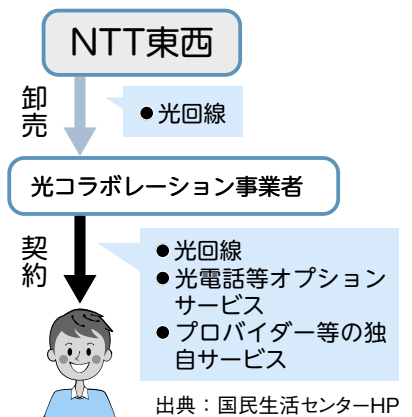 NTT東西
卸売
●光回線
光コラボレーション事業者
契約
●光回線
●光電話等オプション
サービス
●プロバイダー等の独
自サービス
出典：国民生活センターHP